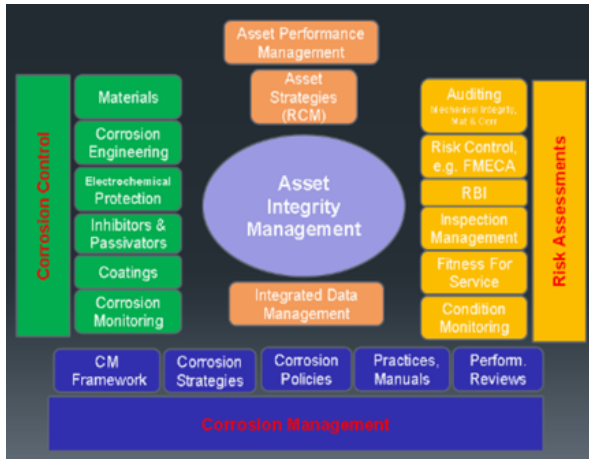 Asset Performance
Management
Asset
Strategies
(RCM)
Corrosion Control
Materials
Corrosion
Engineering
Electrochemical
Protection
Inhibitors &
Passivators
Coatings
Corrosion
Monitoring
Asset
Integrity
Management
Integrated Data
Management
Auditing
Mechanical Integrity,
Mat & Corr
Risk Control,
e.g. FMECA
RBI
Inspection
Management
Fitness For
Service
Condition
Monitoring
Risk Assessments
CM
Framework
Corrosion
Strategies
Corrosion
Policies
Practices,
Manuals
Perform.
Reviews
Corrosion Management